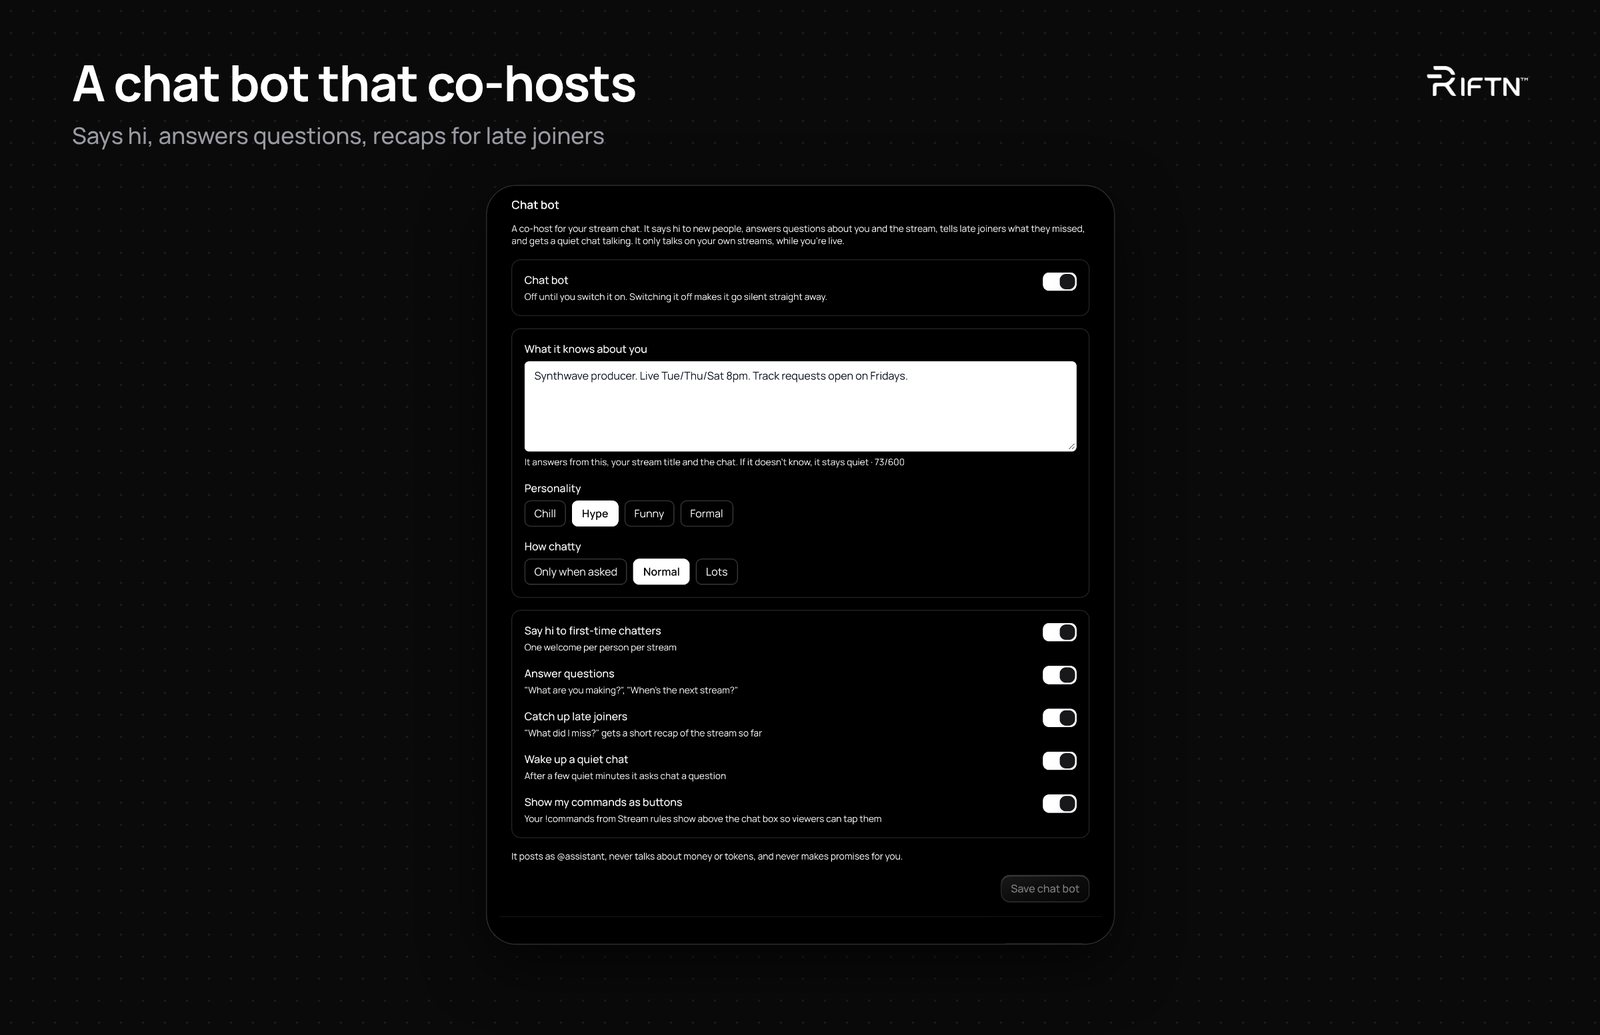 A chat bot that co-hosts
Says hi, answers questions, recaps for late joiners
RIFTN™
Chat bot
A co-host for your stream chat. It says hi to new people, answers questions about you and the stream, tells late joiners what they missed,
and gets a quiet chat talking. It only talks on your own streams, while you're live.
Chat bot
Off until you switch it on. Switching it off makes it go silent straight away.
What it knows about you
Synthwave producer. Live Tue/Thu/Sat 8pm. Track requests open on Fridays.
It answers from this, your stream title and the chat. If it doesn't know, it stays quiet · 73/600
Personality
Chill Hype Funny Formal
How chatty
Only when asked Normal Lots
Say hi to first-time chatters
One welcome per person per stream
Answer questions
"What are you making?", "When's the next stream?"
Catch up late joiners
"What did I miss?" gets a short recap of the stream so far
Wake up a quiet chat
After a few quiet minutes it asks chat a question
Show my commands as buttons
Your !commands from Stream rules show above the chat box so viewers can tap them
It posts as @assistant, never talks about money or tokens, and never makes promises for you.
Save chat bot